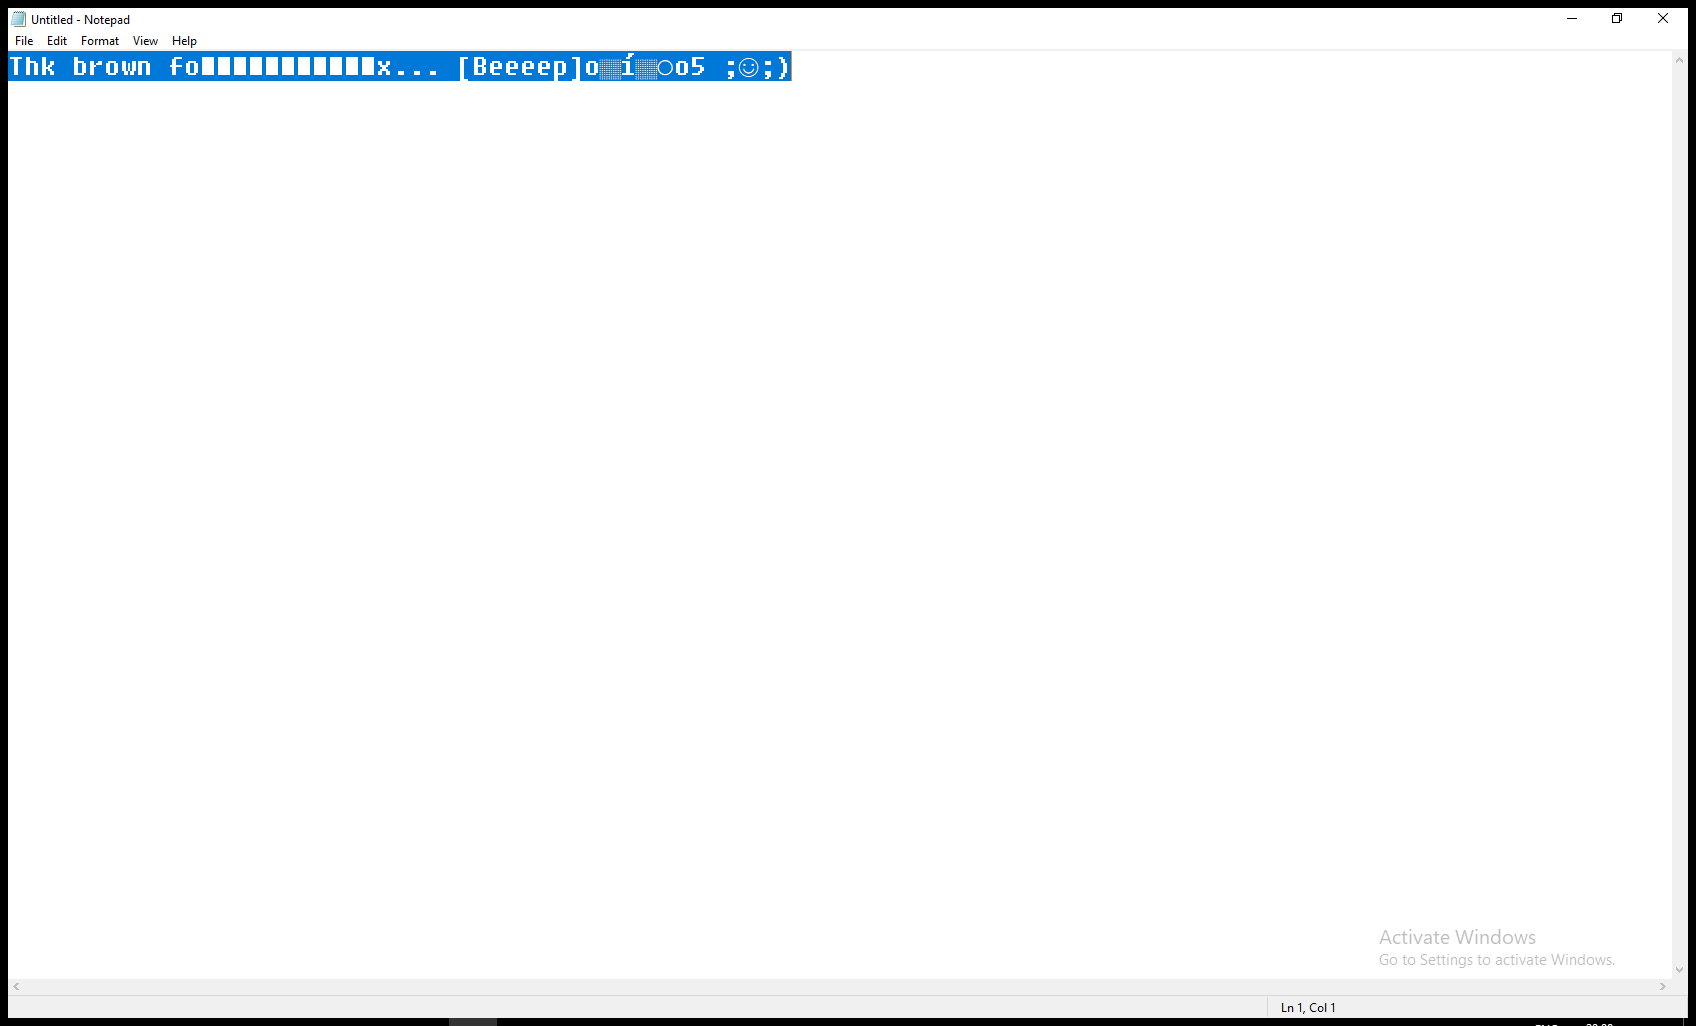 Untitled - Notepad
File Edit Format View Help
Thk brown fo▮▮▮▮▮▮▮▮▮▮▮x... [Beeeep]o▒í▒○o5 ;☺;)
Activate Windows
Go to Settings to activate Windows.
Ln 1, Col 1